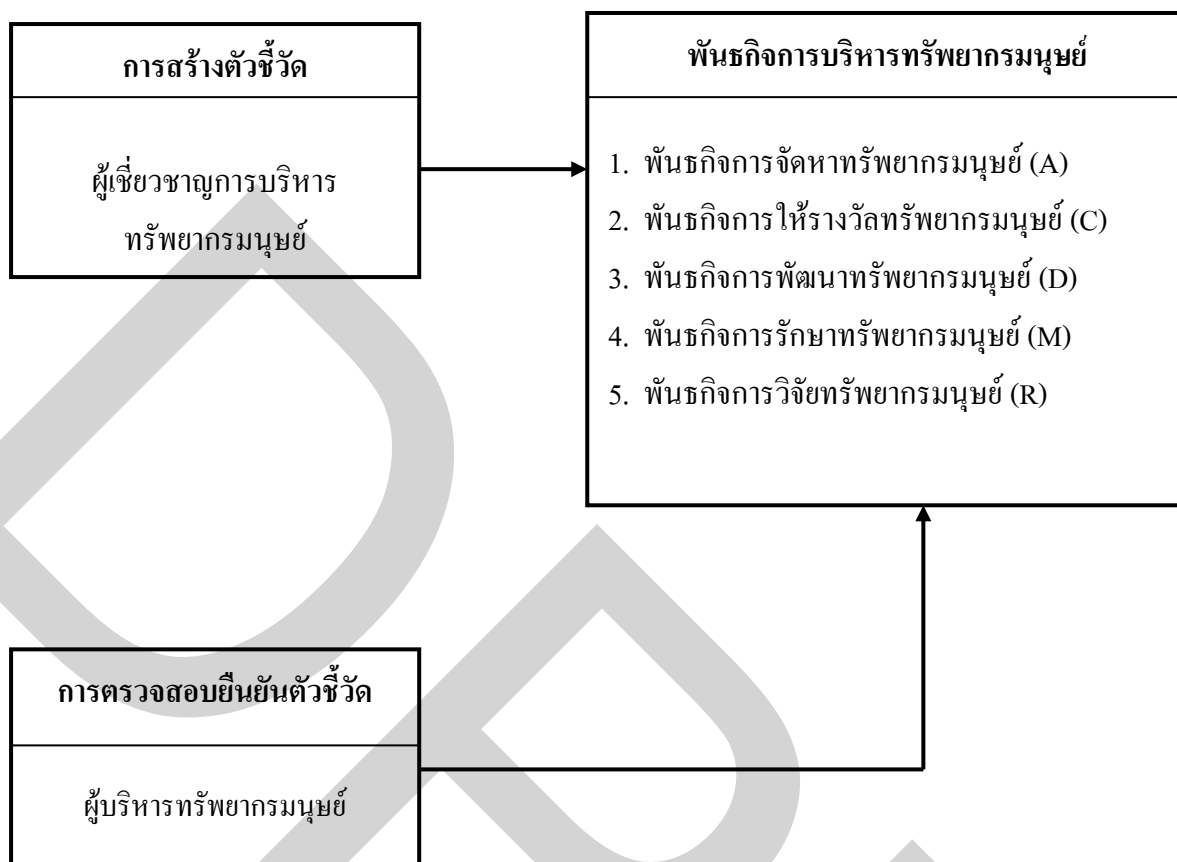 การสร้างตัวชี้วัด
ผู้เชี่ยวชาญการบริหาร
ทรัพยากรมนุษย์
พันธกิจการบริหารทรัพยากรมนุษย์
1. พันธกิจการจัดหาทรัพยากรมนุษย์ (A)
2. พันธกิจการให้รางวัลทรัพยากรมนุษย์ (C)
3. พันธกิจการพัฒนาทรัพยากรมนุษย์ (D)
4. พันธกิจการรักษาทรัพยากรมนุษย์ (M)
5. พันธกิจการวิจัยทรัพยากรมนุษย์ (R)
การตรวจสอบยืนยันตัวชี้วัด
ผู้บริหารทรัพยากรมนุษย์